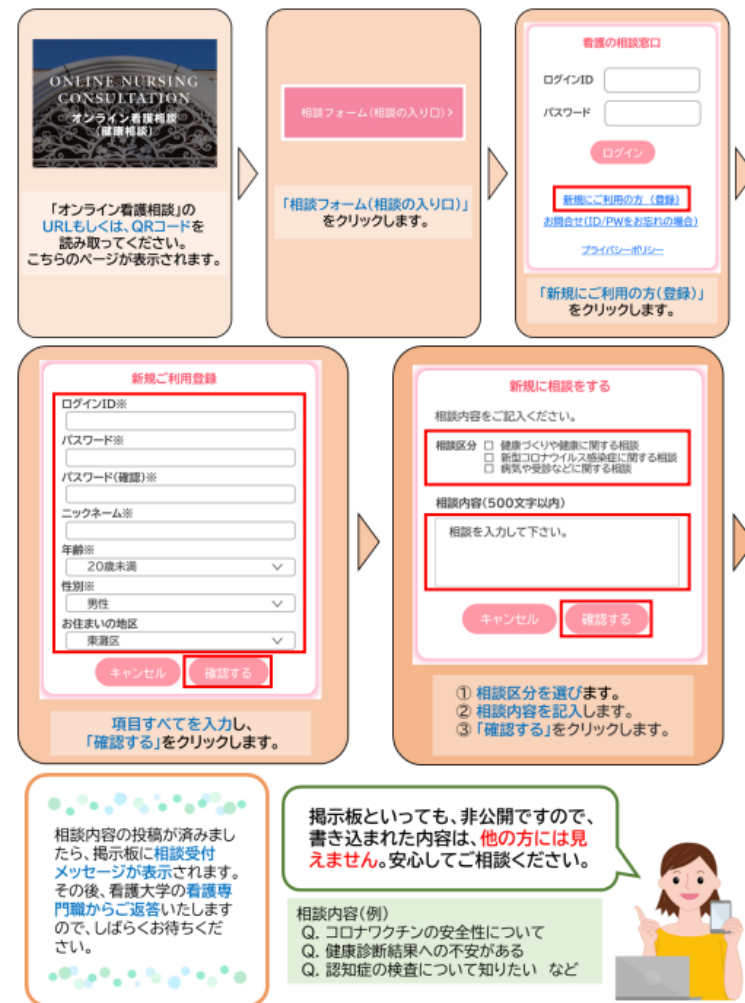 ONLINE NURSING
CONSULTATION
オンライン看護相談
(健康相談)
「オンライン看護相談」の
URLもしくは、QRコードを
読み取ってください。
こちらのページが表示されます。
相談フォーム(相談の入り口)>
「相談フォーム(相談の入り口)」
をクリックします。
看護の相談窓口
ログインID
パスワード
ログイン
新規にご利用の方（登録）
お問合せ(ID/PWをお忘れの場合)
プライバシーポリシー
「新規にご利用の方(登録)」
をクリックします。
新規ご利用登録
ログインID※
パスワード※
パスワード(確認)※
ニックネーム※
年齢※
20歳未満
性別※
男性
お住まいの地区
東灘区
キャンセル 確認する
項目すべてを入力し、
「確認する」をクリックします。
新規に相談をする
相談内容をご記入ください。
相談区分 □ 健康づくりや健康に関する相談
□ 新型コロナウイルス感染症に関する相談
□ 病気や受診などに関する相談
相談内容(500文字以内)
相談を入力して下さい。
キャンセル 確認する
① 相談区分を選びます。
② 相談内容を記入します。
③「確認する」をクリックします。
相談内容の投稿が済みまし
たら、掲示板に相談受付
メッセージが表示されます。
その後、看護大学の看護専
門職からご返答いたします
ので、しばらくお待ちくだ
さい。
掲示板といっても、非公開ですので、
書き込まれた内容は、他の方には見
えません。安心してご相談ください。
相談内容(例)
Q. コロナワクチンの安全性について
Q. 健康診断結果への不安がある
Q. 認知症の検査について知りたい など